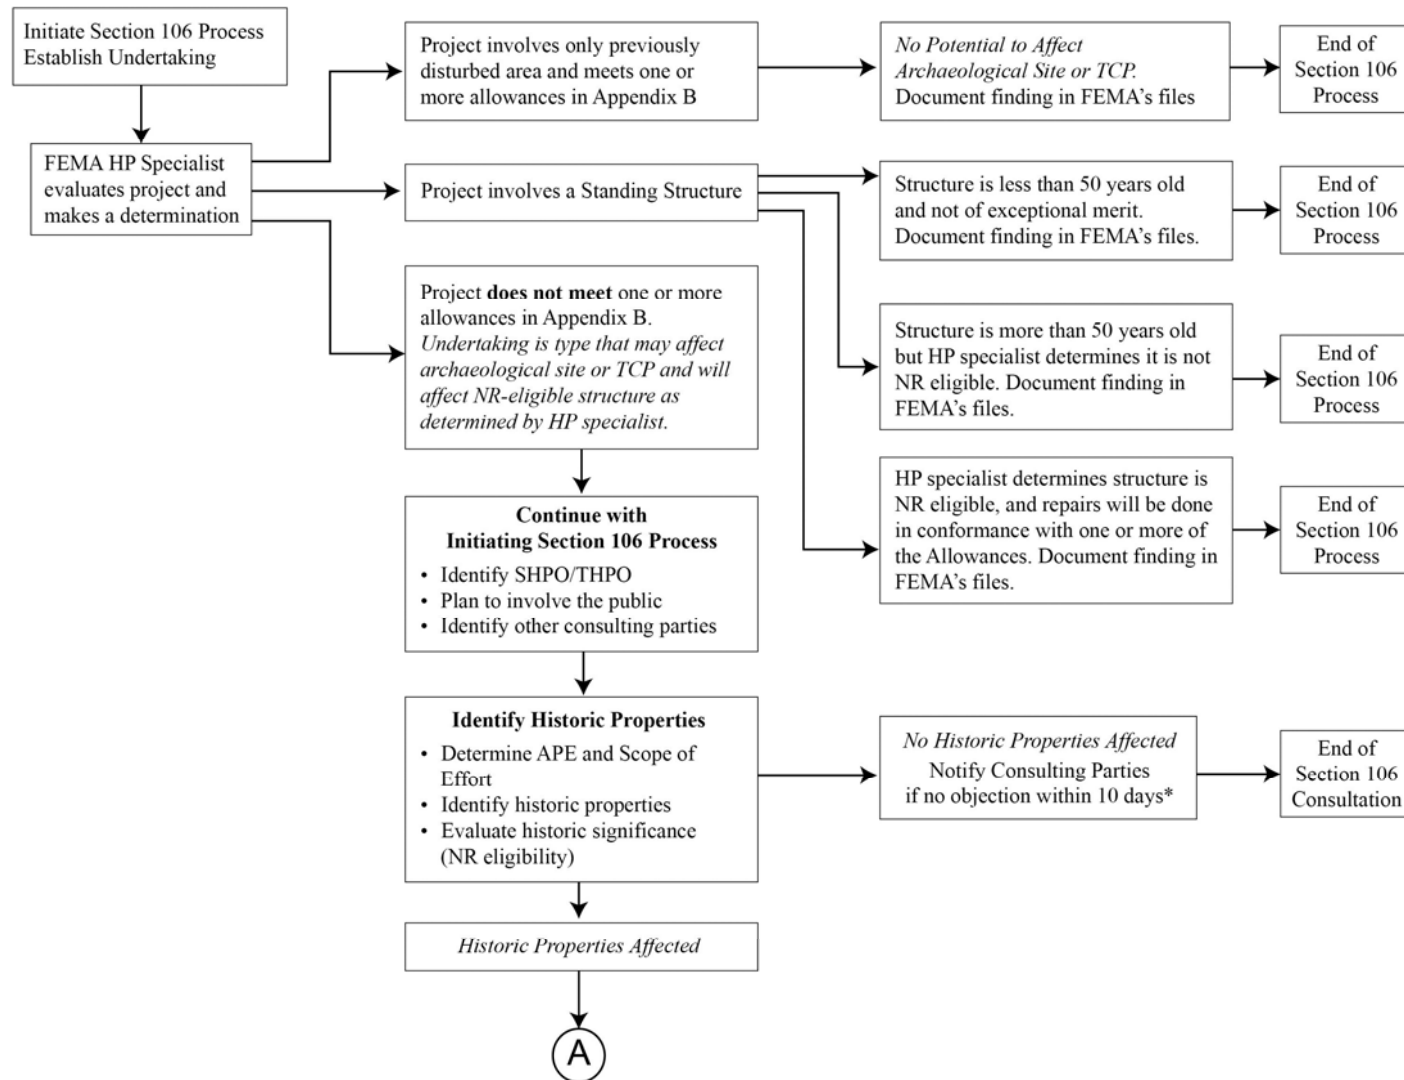 Initiate Section 106 Process
Establish Undertaking
FEMA HP Specialist
evaluates project and
makes a determination
Project involves only previously
disturbed area and meets one or
more allowances in Appendix B
No Potential to Affect
Archaeological Site or TCP.
Document finding in FEMA's files
End of
Section 106
Process
Project involves a Standing Structure
Structure is less than 50 years old
and not of exceptional merit.
Document finding in FEMA's files.
End of
Section 106
Process
Structure is more than 50 years old
but HP specialist determines it is not
NR eligible. Document finding in
FEMA's files.
End of
Section 106
Process
HP specialist determines structure is
NR eligible, and repairs will be done
in conformance with one or more of
the Allowances. Document finding in
FEMA's files.
End of
Section 106
Process
Project does not meet one or more
allowances in Appendix B.
Undertaking is type that may affect
archaeological site or TCP and will
affect NR-eligible structure as
determined by HP specialist.
Continue with
Initiating Section 106 Process
• Identify SHPO/THPO
• Plan to involve the public
• Identify other consulting parties
Identify Historic Properties
• Determine APE and Scope of
Effort
• Identify historic properties
• Evaluate historic significance
(NR eligibility)
No Historic Properties Affected
Notify Consulting Parties
if no objection within 10 days*
End of
Section 106
Consultation
Historic Properties Affected
A